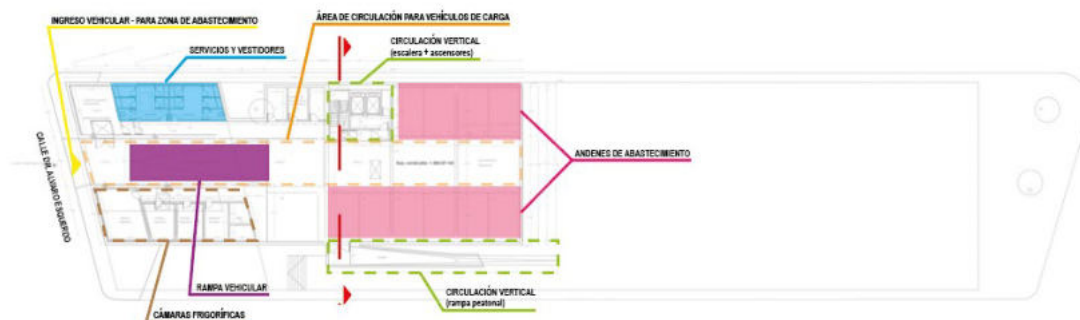 INGRESO VEHICULAR - PARA ZONA DE ABASTECIMIENTO
ÁREA DE CIRCULACIÓN PARA VEHÍCULOS DE CARGA
SERVICIOS Y VESTIDORES
CIRCULACIÓN VERTICAL
(escalera + ascensores)
CALLE DR. ALVARO ESQUERDO
ANDENES DE ABASTECIMIENTO
RAMPA VEHICULAR
CIRCULACIÓN VERTICAL
(rampa peatonal)
CÁMARAS FRIGORÍFICAS